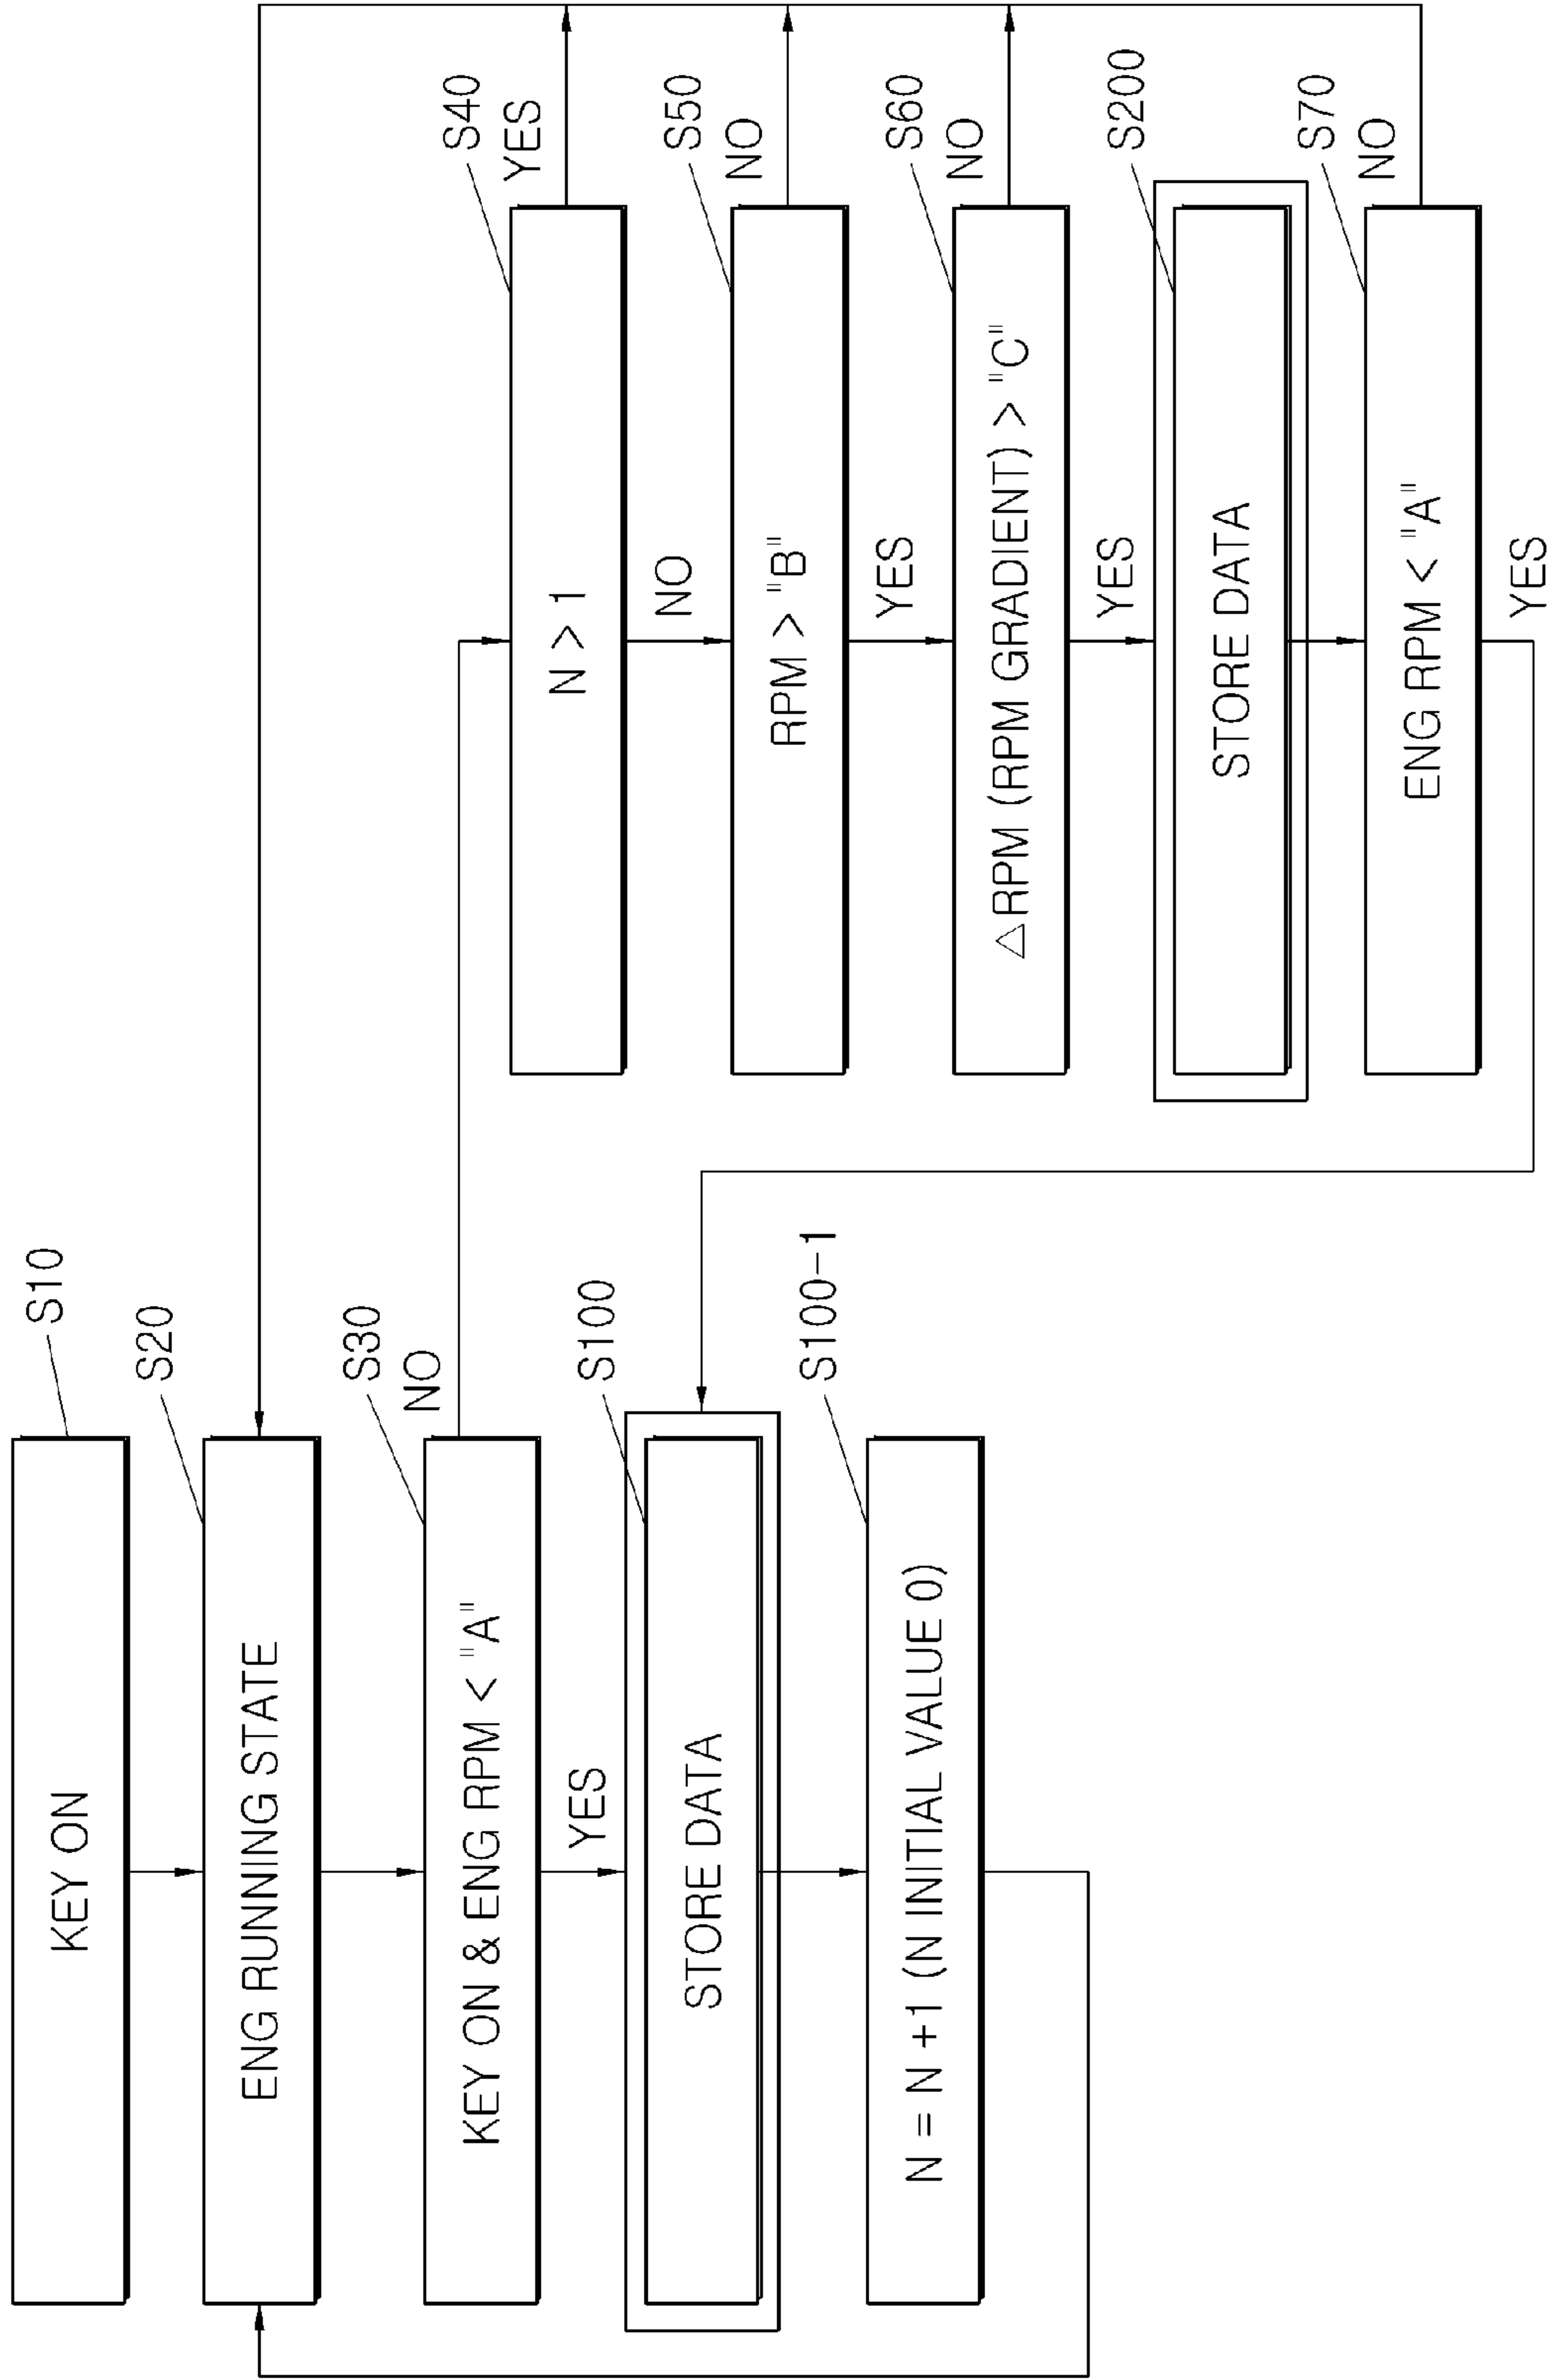 KEY ON
S10
ENG RUNNING STATE
S20
KEY ON & ENG RPM < "A"
S30
NO
YES
STORE DATA
S100
N = N +1 (N INITIAL VALUE 0)
S100-1
N > 1
S40
YES
NO
RPM > "B"
S50
NO
YES
△RPM (RPM GRADIENT) > "C"
S60
NO
YES
STORE DATA
S200
ENG RPM < "A"
S70
NO
YES